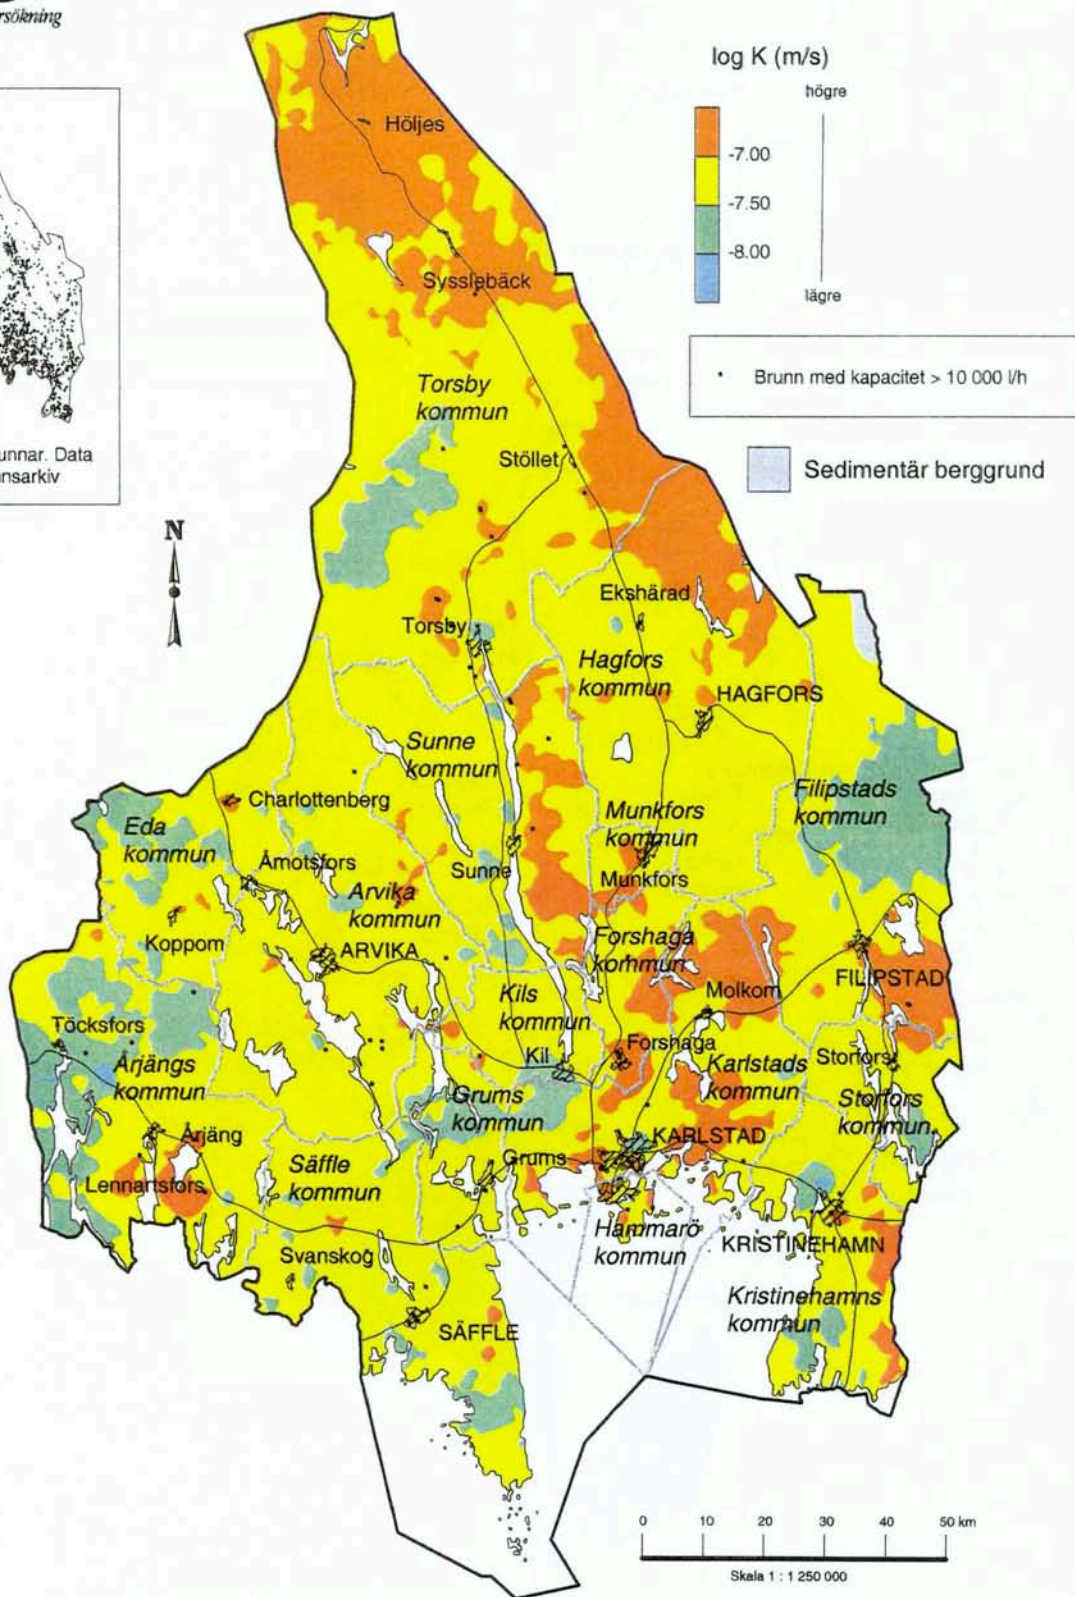 rsökning
log K (m/s)
högre
-7.00
-7.50
-8.00
lägre
Brunn med kapacitet > 10 000 l/h
Sedimentär berggrund
unnar. Data
nsarkiv
N
Höljes
Sysslebäck
Torsby
kommun
Stöllet
Ekshärad
Torsby
Hagfors
kommun
HAGFORS
Sunne
kommun
Charlottenberg
Filipstads
kommun
Eda
kommun
Munkfors
kommun
Åmotsfors
Sunne
Munkfors
Arvika
kommun
Koppom
ARVIKA
Forshaga
kommun
FILIPSTAD
Kils
kommun
Molkom
Töcksfors
Forshaga
Storfors
Årjängs
kommun
Kil
Karlstads
kommun
Grums
kommun
Storfors
kommun
Årjäng
KARLSTAD
Säffle
kommun
Grums
Lennartsfors
Hammarö
kommun
KRISTINEHAMN
Svanskog
Kristinehamns
kommun
SÄFFLE
0 10 20 30 40 50 km
Skala 1 : 1 250 000